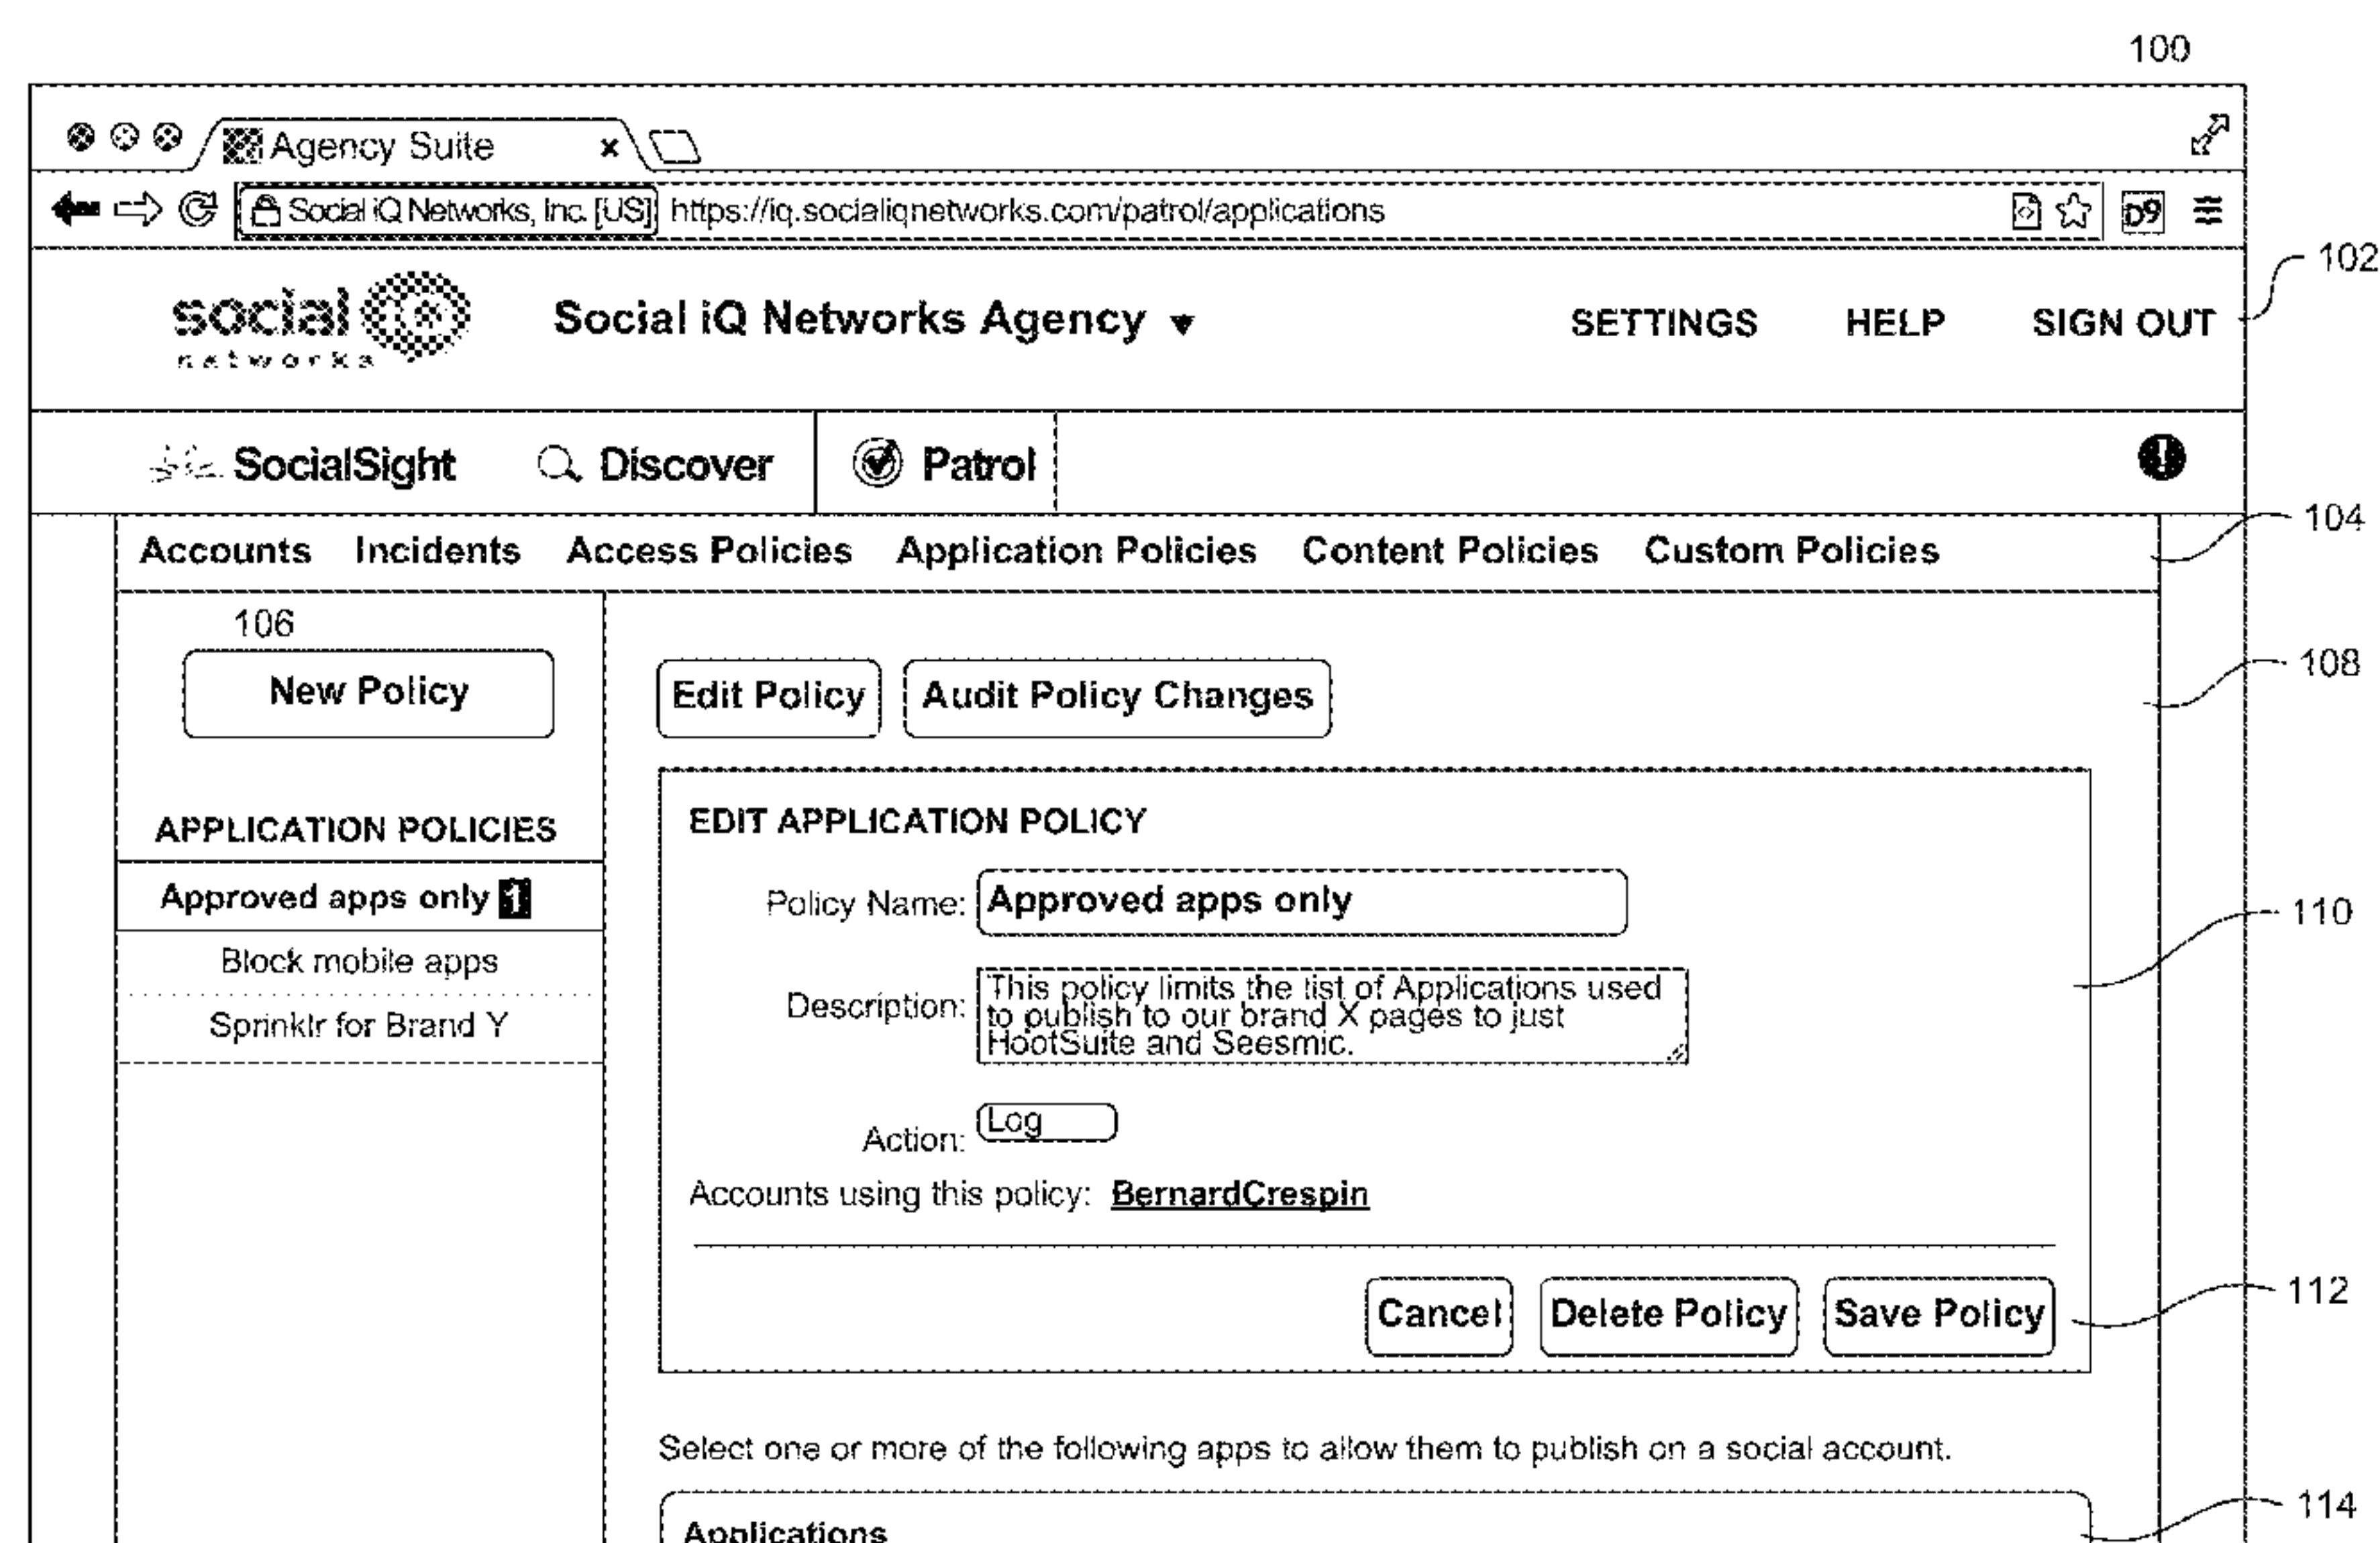 100
Agency Suite
Social iQ Networks, Inc. [US] https://iq.socialiqnetworks.com/patrol/applications D9
102
social
networks
Social iQ Networks Agency SETTINGS HELP SIGN OUT
SocialSight Discover Patrol
104
Accounts Incidents Access Policies Application Policies Content Policies Custom Policies
106
New Policy
Edit Policy Audit Policy Changes
108
APPLICATION POLICIES
Approved apps only 1
Block mobile apps
Sprinklr for Brand Y
EDIT APPLICATION POLICY
Policy Name: Approved apps only
110
Description: This policy limits the list of Applications used
to publish to our brand X pages to just
HootSuite and Seesmic.
Action: Log
Accounts using this policy: BernardCrespin
Cancel Delete Policy Save Policy
112
Select one or more of the following apps to allow them to publish on a social account.
114
Applications